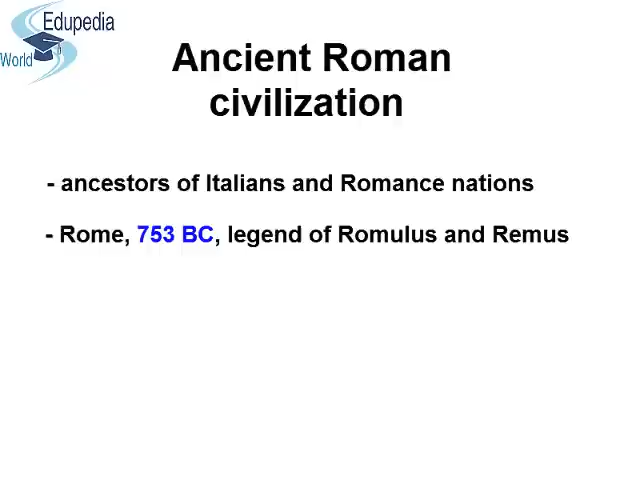 Edupedia
World
Ancient Roman
civilization
- ancestors of Italians and Romance nations
- Rome, 753 BC, legend of Romulus and Remus